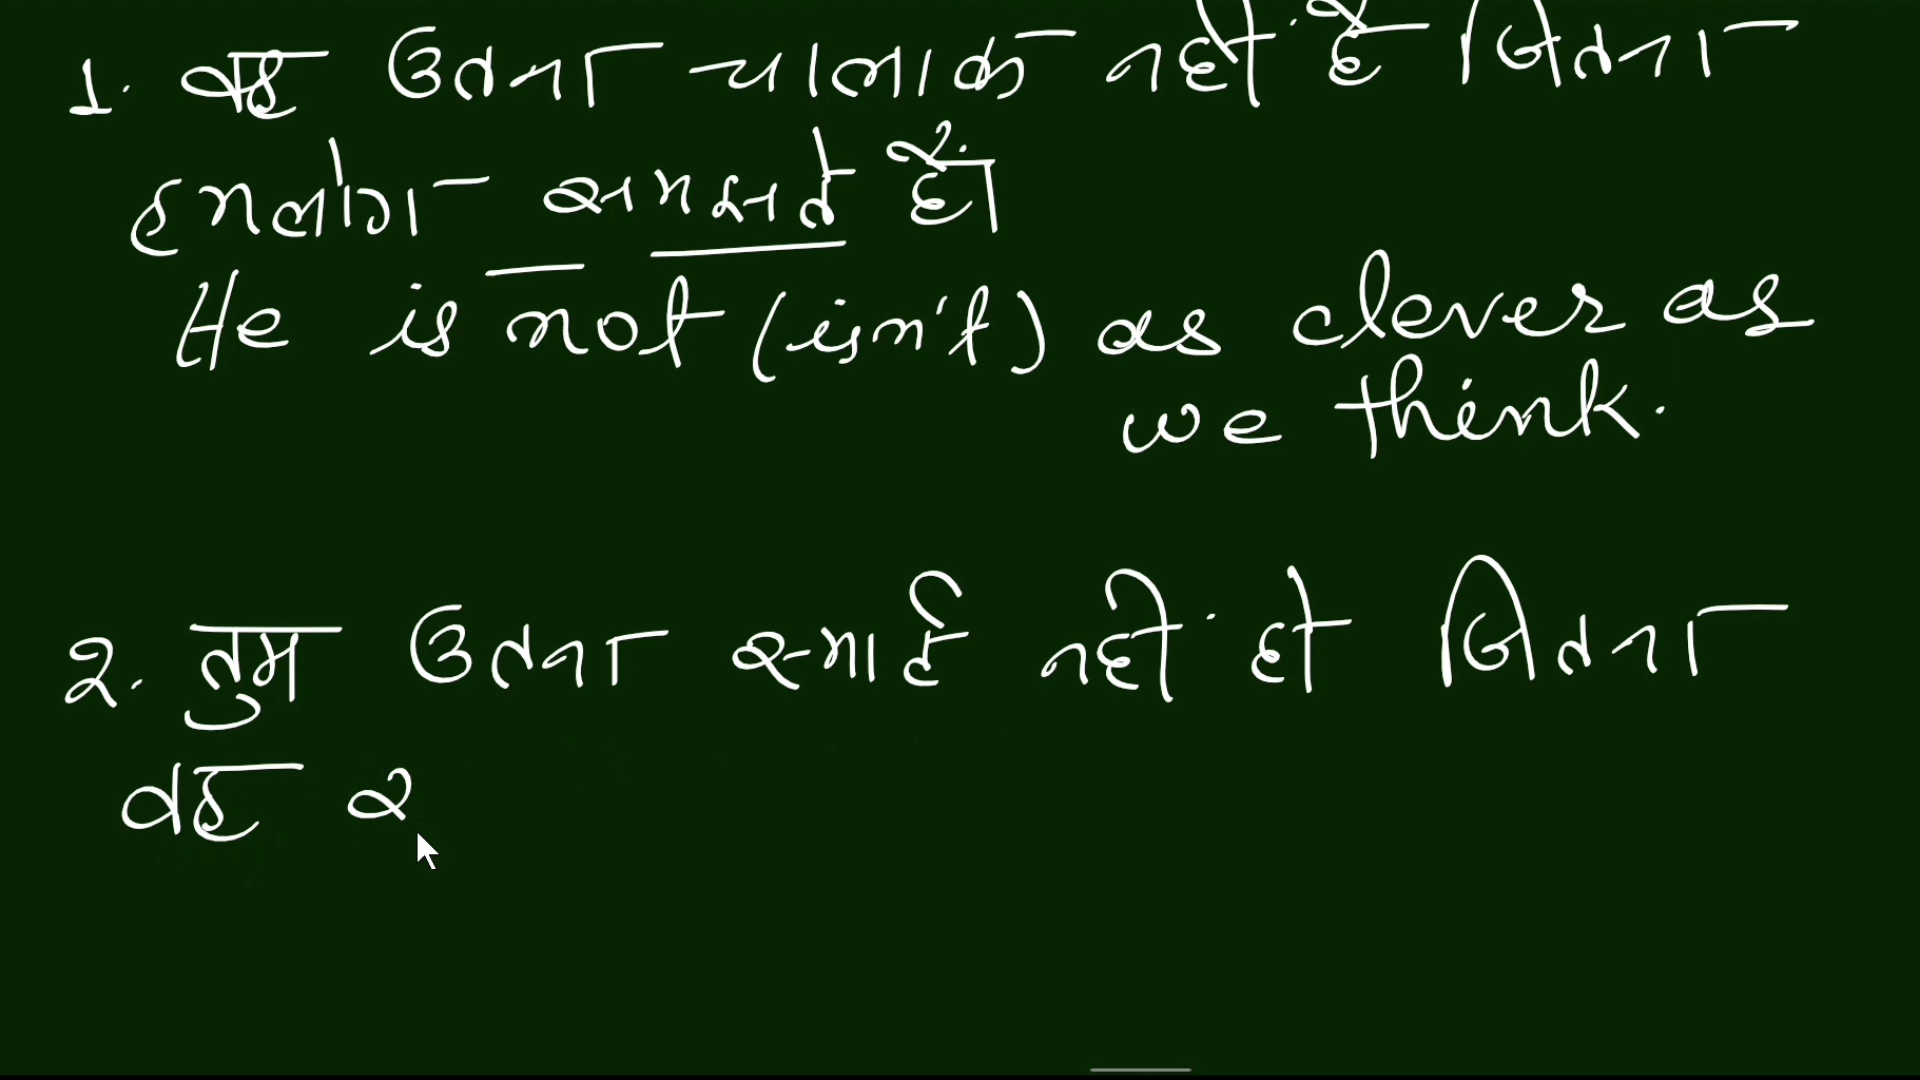 1. वह उतना चालाक नहीं है जितना
हमलोग समझते हैं।
He is not (isn't) as clever as
we think.
2. तुम उतना स्मार्ट नहीं हो जितना
वह